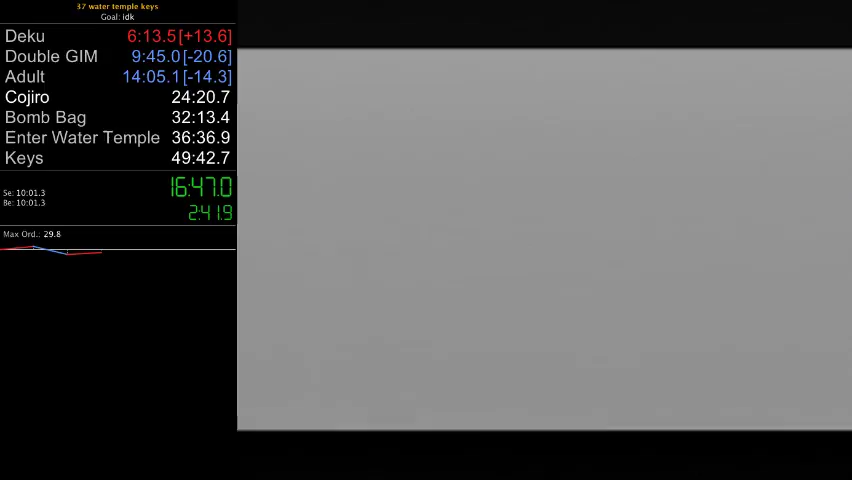 37 water temple keys
Goal: idk
Deku 6:13.5[+13.6]
Double GIM 9:45.0[-20.6]
Adult 14:05.1[-14.3]
Cojiro 24:20.7
Bomb Bag 32:13.4
Enter Water Temple 36:36.9
Keys 49:42.7
16:47.0
Se: 10:01.3
Be: 10:01.3
2:41.9
Max Ord.: 29.8